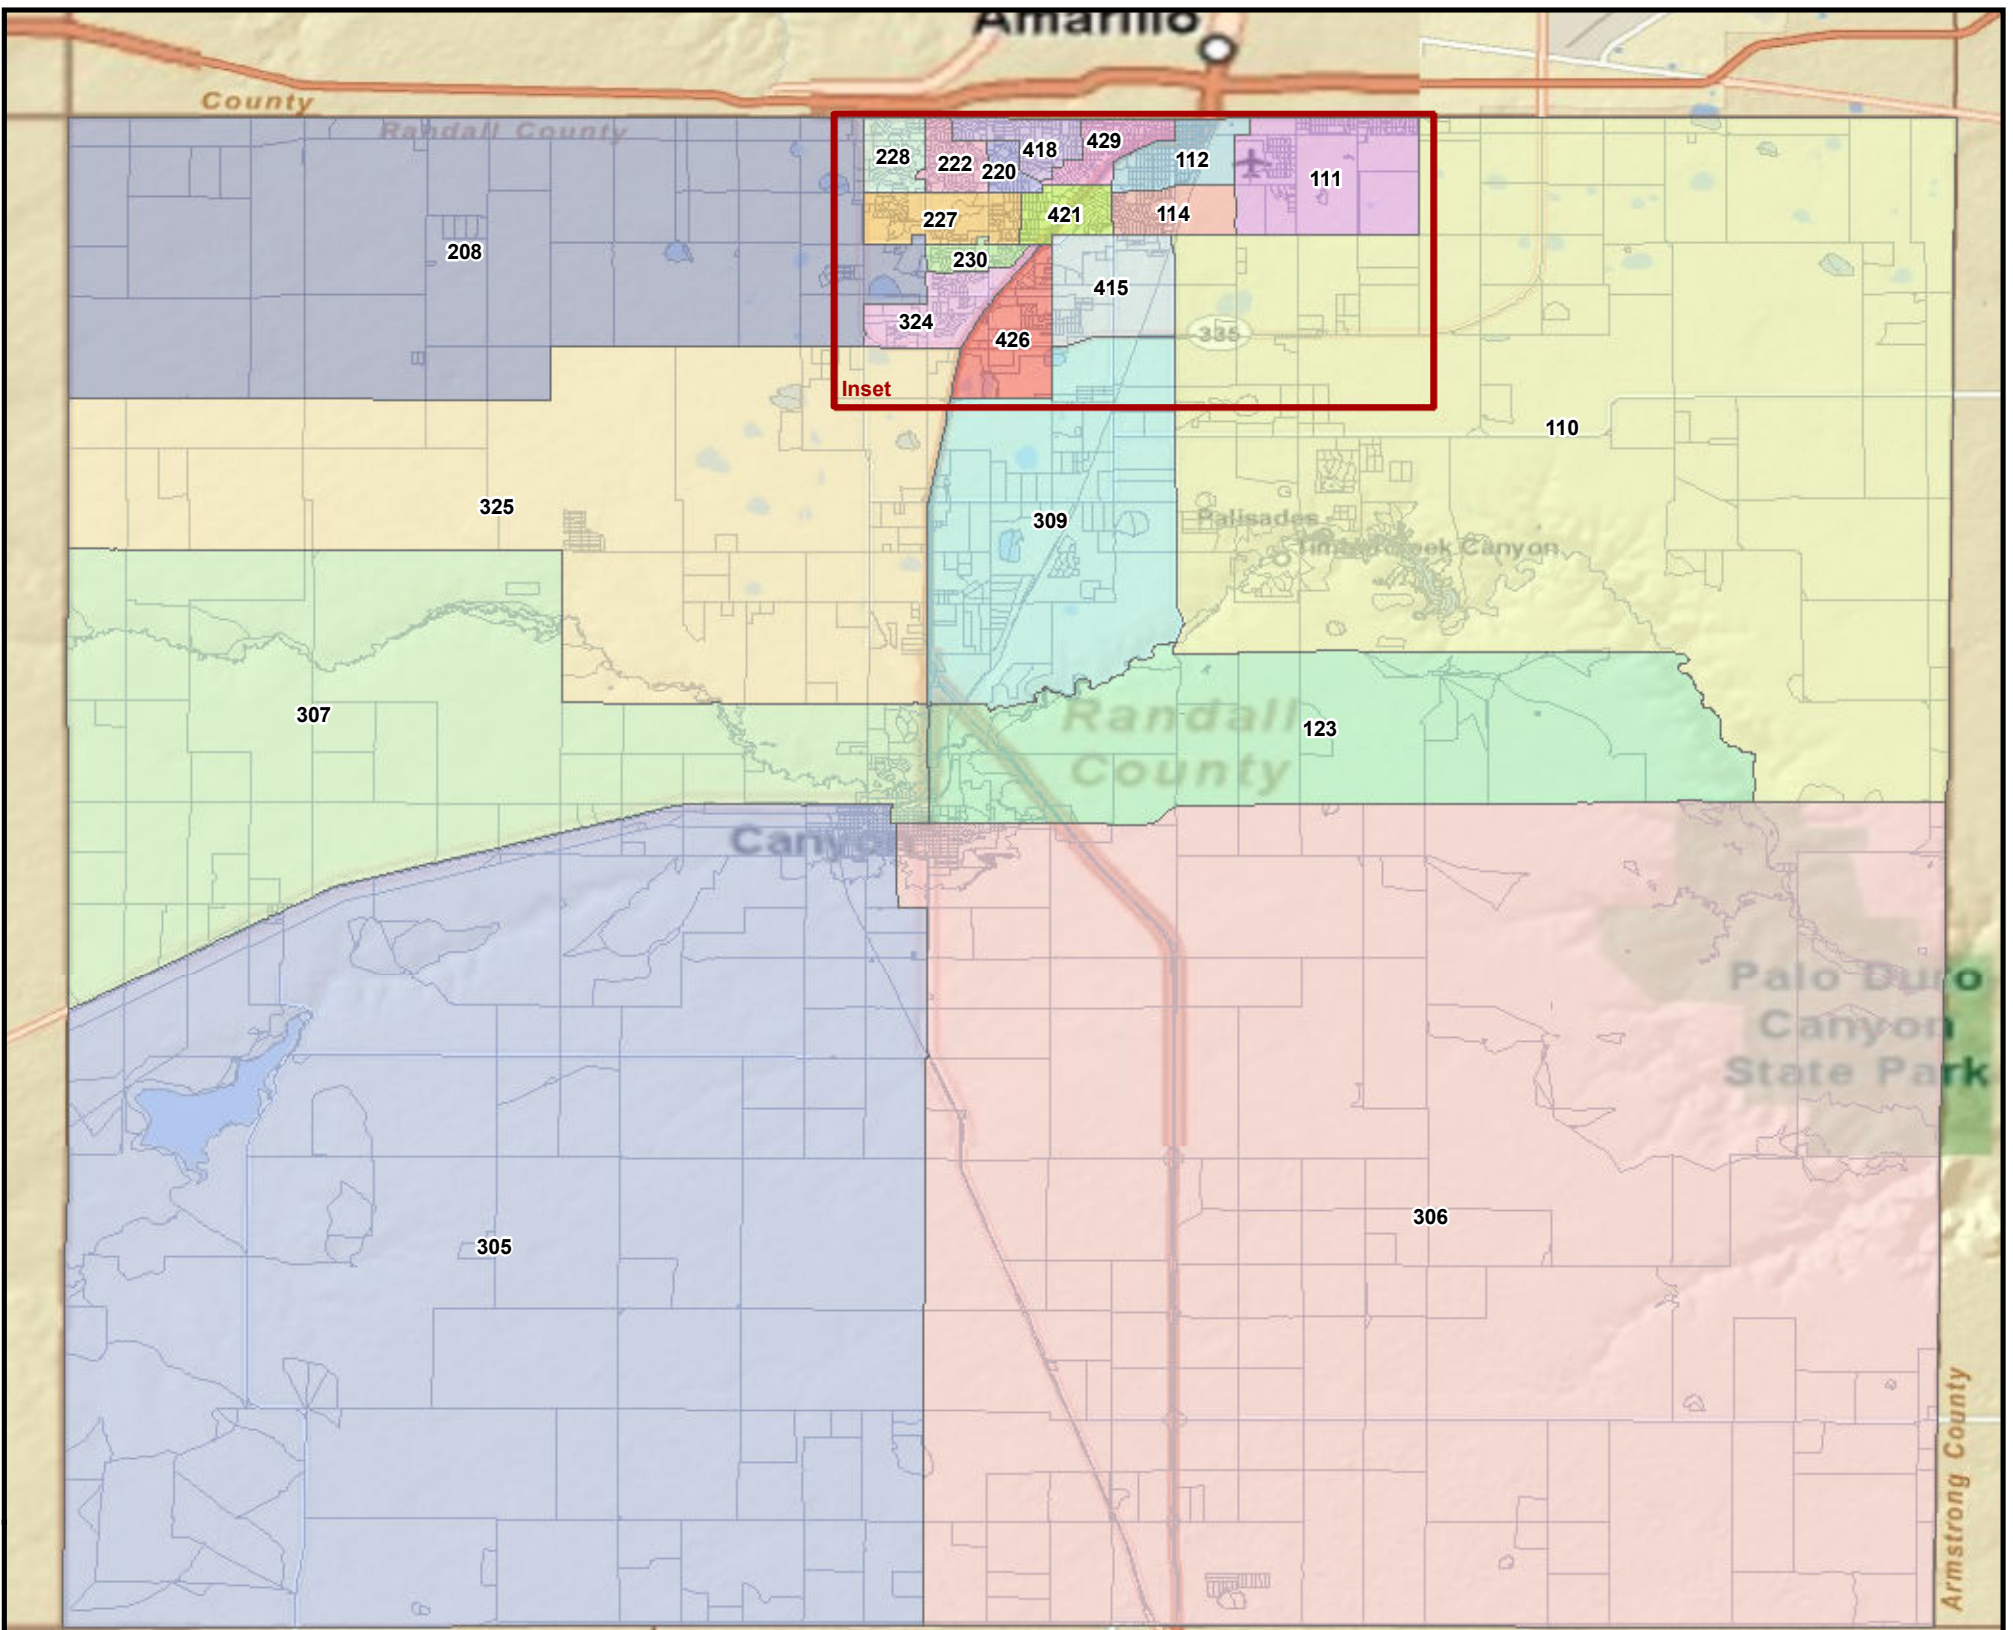 Amarillo
County
Randall County
228
222
220
418
429
112
111
227
421
114
208
230
415
324
426
335
Inset
110
325
309
Palisades
Timbercreek Canyon
307
Randall
County
123
Canyon
Palo Duro
Canyon
State Park
306
305
Armstrong County